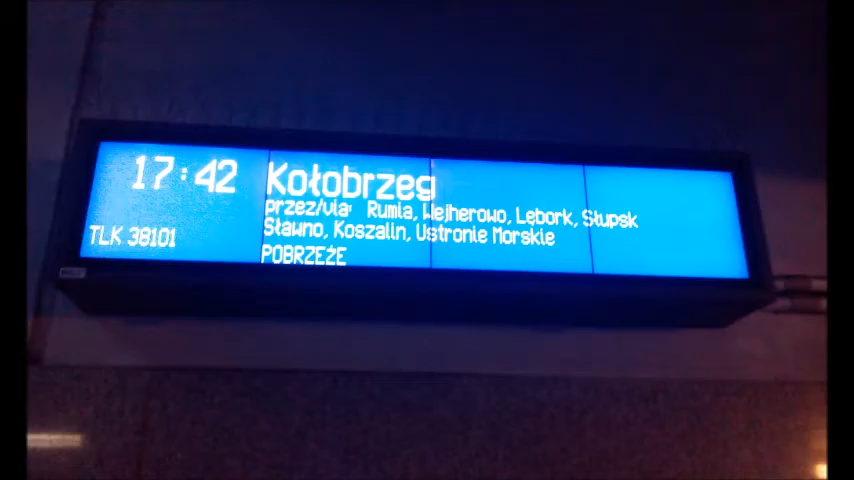 17:42 Kołobrzeg
przez/via: Rumia, Wejherowo, Lębork, Słupsk
TLK 38101 Sławno, Koszalin, Ustronie Morskie
POBRZEŻE